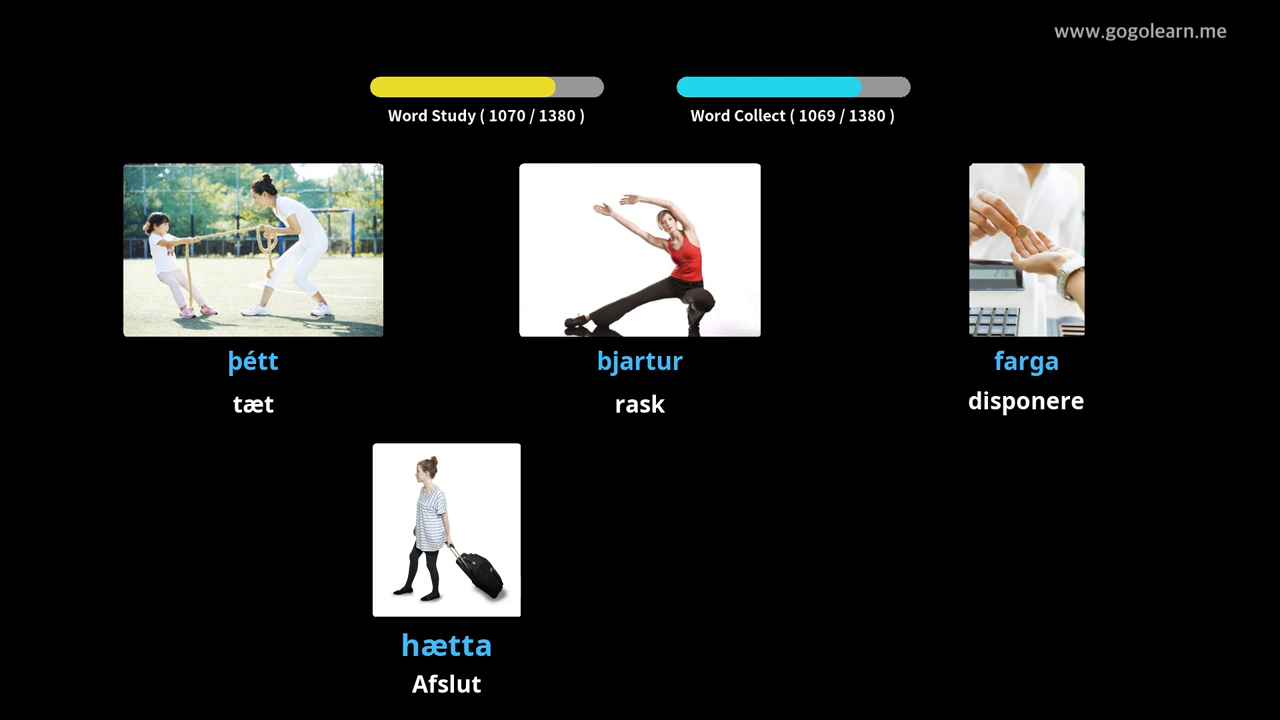 www.gogolearn.me
Word Study ( 1070 / 1380 )
Word Collect ( 1069 / 1380 )
þétt
tæt
bjartur
rask
farga
disponere
hætta
Afslut